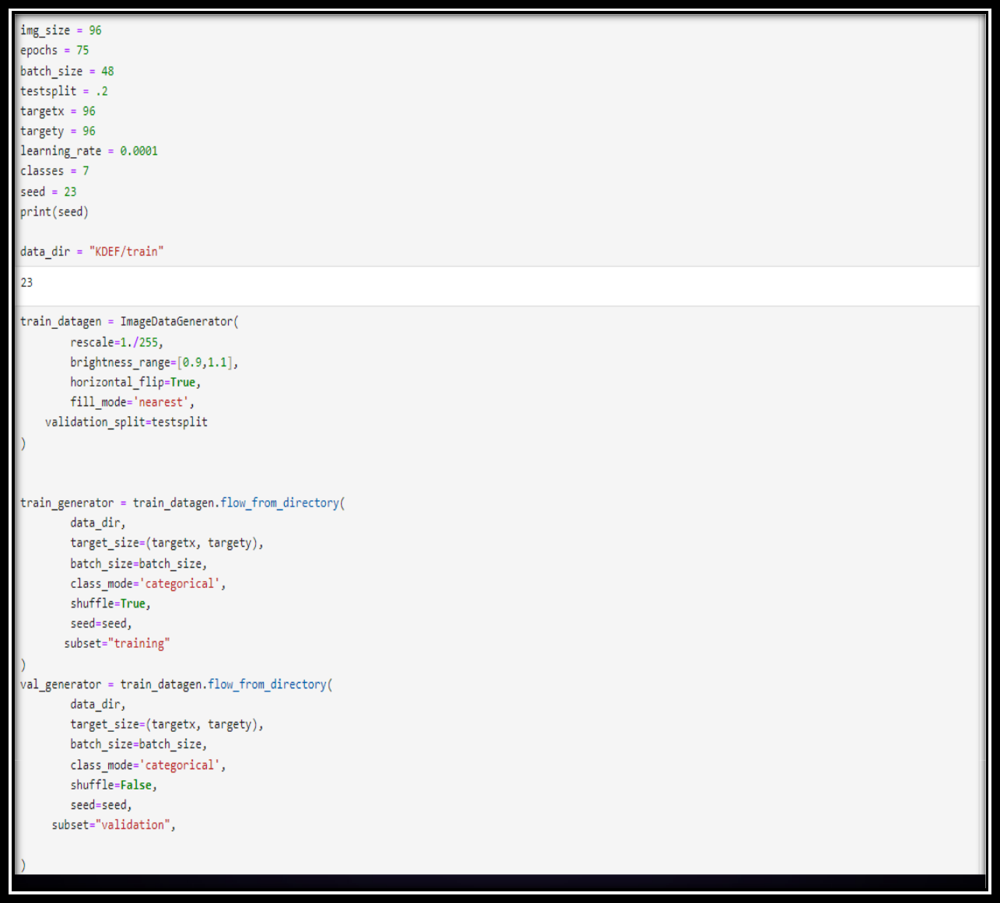 img_size = 96
epochs = 75
batch_size = 48
testsplit = .2
targetx = 96
targety = 96
learning_rate = 0.0001
classes = 7
seed = 23
print(seed)
data_dir = "KDEF/train"
23
train_datagen = ImageDataGenerator(
        rescale=1./255,
        brightness_range=[0.9,1.1],
        horizontal_flip=True,
        fill_mode='nearest',
    validation_split=testsplit
)
train_generator = train_datagen.flow_from_directory(
        data_dir,
        target_size=(targetx, targety),
        batch_size=batch_size,
        class_mode='categorical',
        shuffle=True,
        seed=seed,
       subset="training"
)
val_generator = train_datagen.flow_from_directory(
        data_dir,
        target_size=(targetx, targety),
        batch_size=batch_size,
        class_mode='categorical',
        shuffle=False,
        seed=seed,
     subset="validation",
)